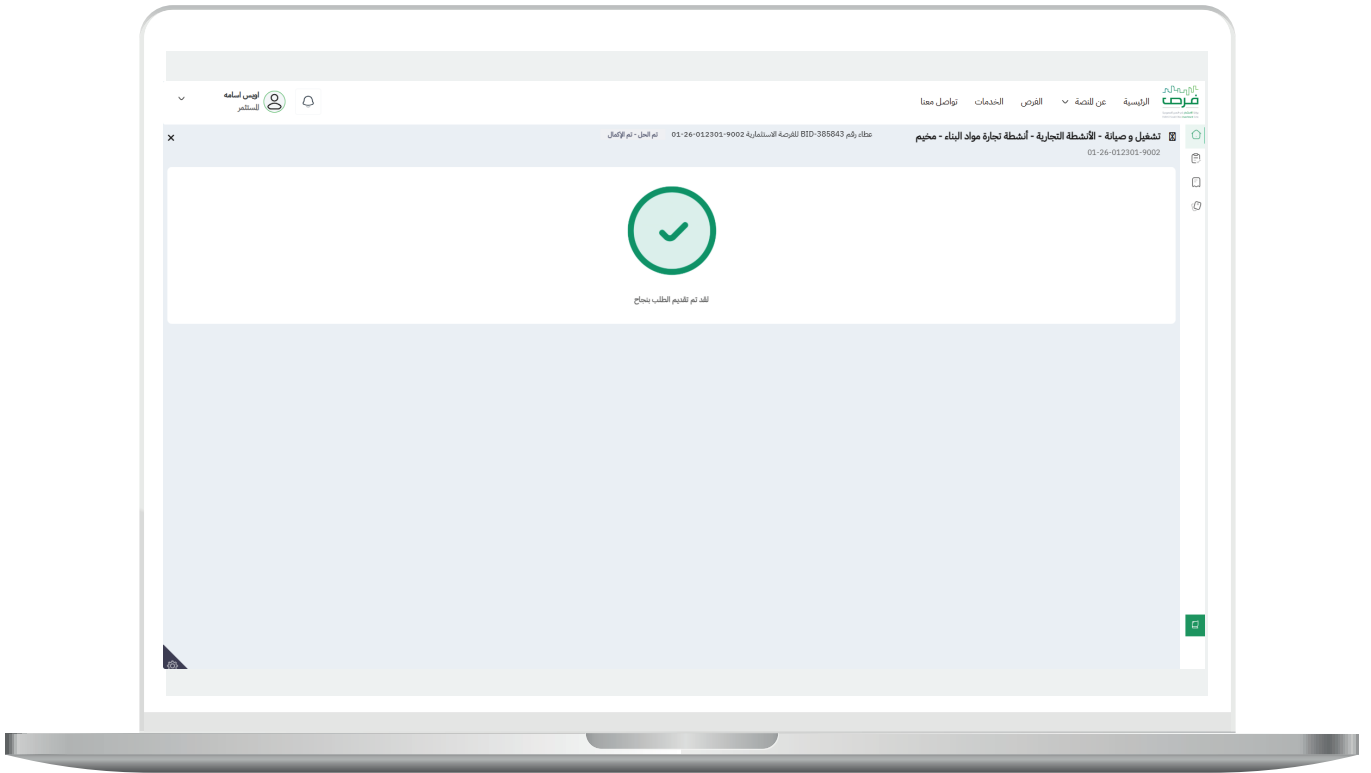 فرص
الرئيسية
عن المنصة
الفرص
الخدمات
تواصل معنا
اويس اسامه
المستثمر
تشغيل و صيانة - الأنشطة التجارية - أنشطة تجارة مواد البناء - مخيم
01-26-012301-9002
عطاء رقم BID-385843 للفرصة الاستثمارية 9002-012301-26-01
تم الحل - تم الإكمال
لقد تم تقديم الطلب بنجاح